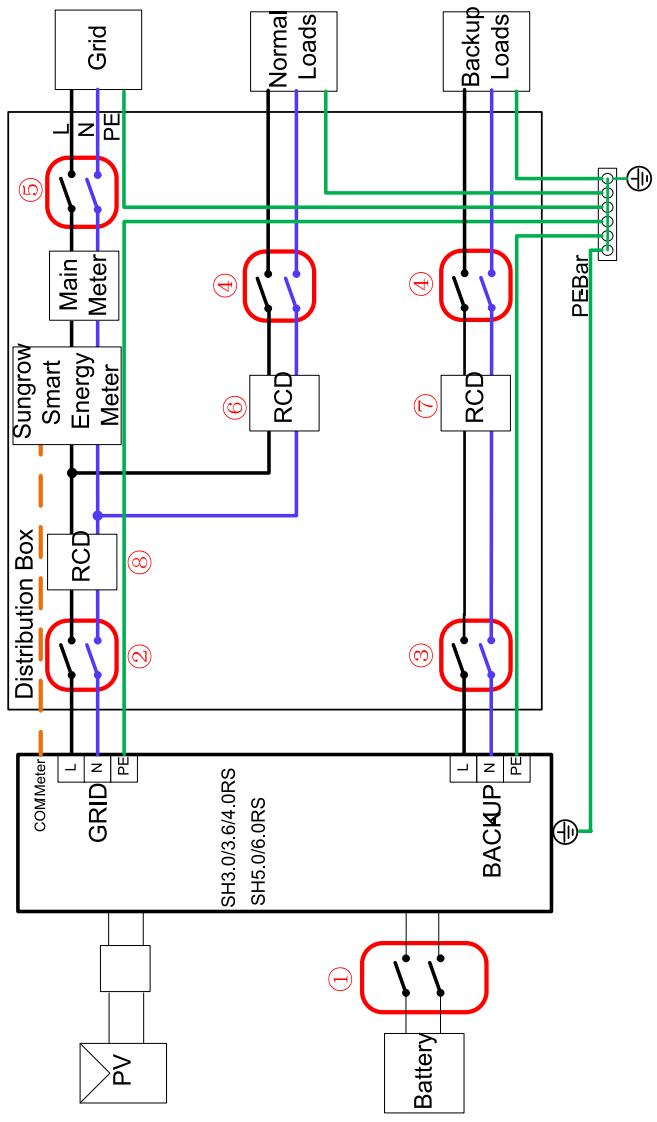 Grid
Normal
Loads
Backup
Loads
L
N
PE
⑤
Main
Meter
④
④
PE-Bar
Sungrow
Smart
Energy
Meter
⑥
RCD
⑦
RCD
Distribution Box
RCD
⑧
②
③
COM Meter
L
N
PE
GRID
L
N
PE
BACKUP
SH3.0/3.6/4.0RS
SH5.0/6.0RS
①
PV
Battery